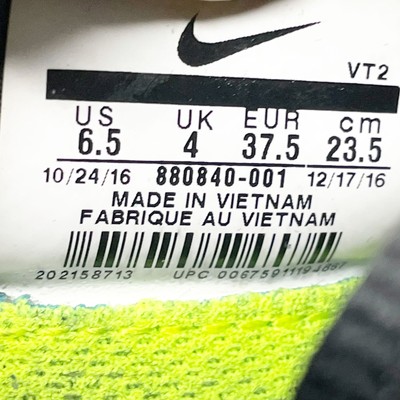 VT2
US UK EUR cm
6.5 4 37.5 23.5
10/24/16 880840-001 12/17/16
MADE IN VIETNAM
FABRIQUE AU VIETNAM
202158713 UPC